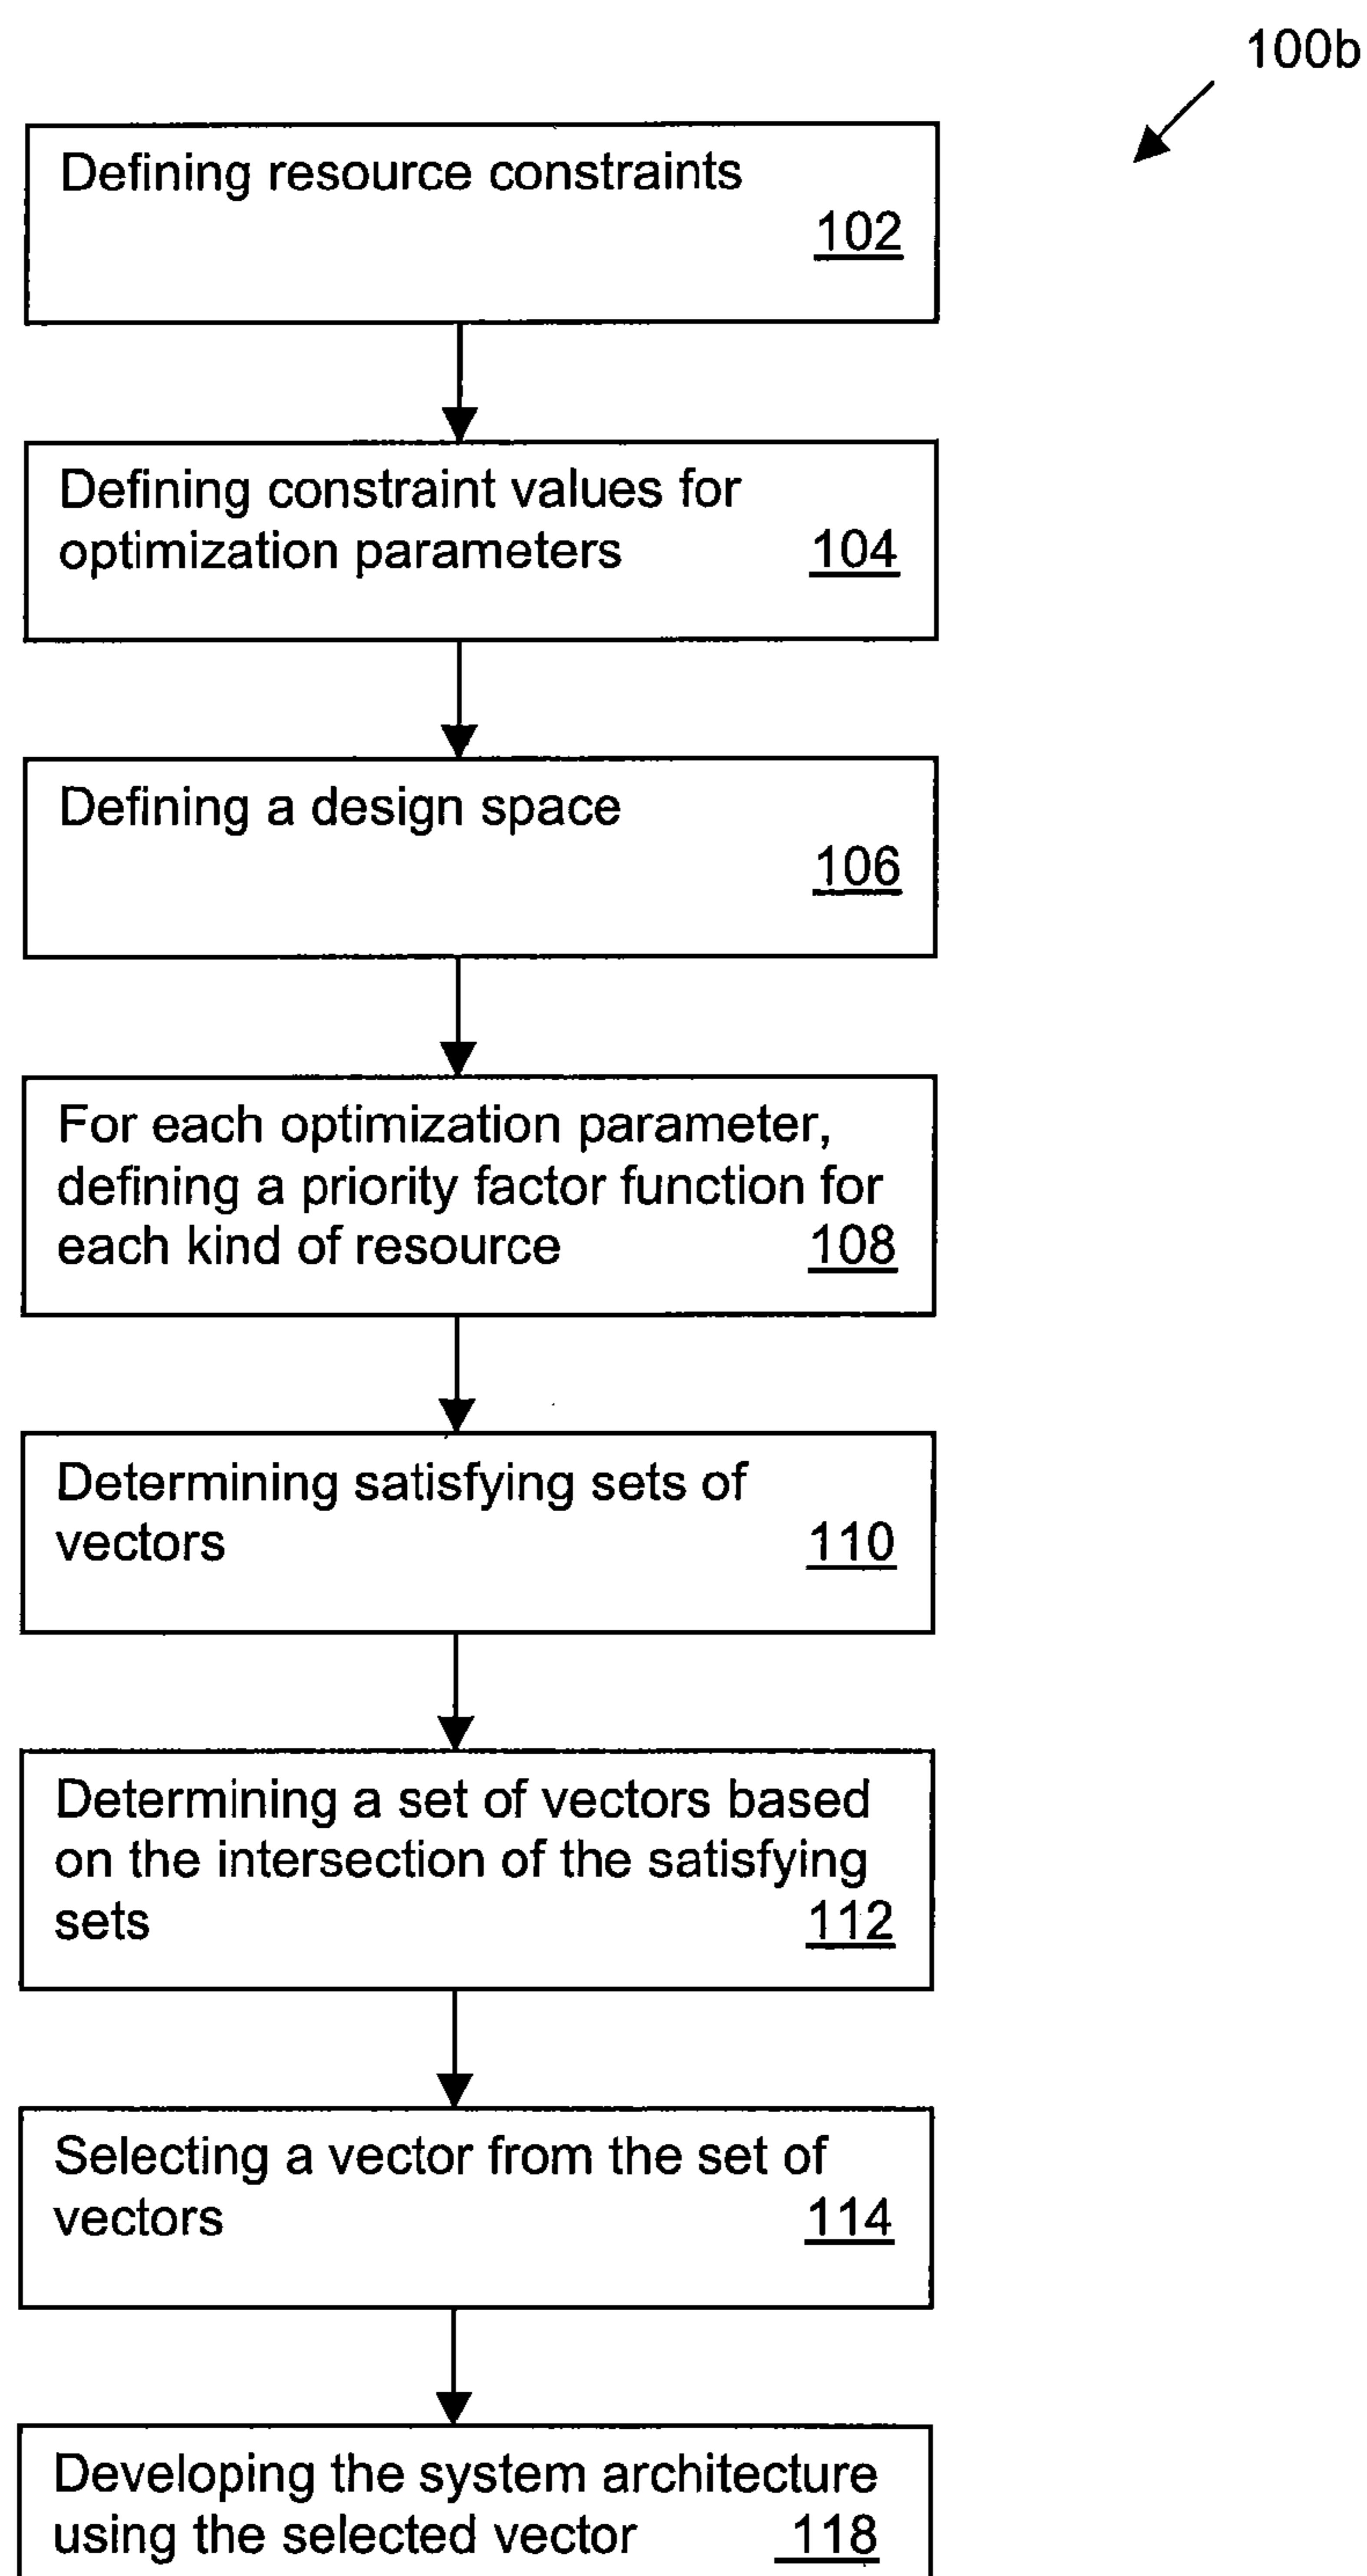 100b
Defining resource constraints
102
Defining constraint values for
optimization parameters 104
Defining a design space
106
For each optimization parameter,
defining a priority factor function for
each kind of resource 108
Determining satisfying sets of
vectors 110
Determining a set of vectors based
on the intersection of the satisfying
sets 112
Selecting a vector from the set of
vectors 114
Developing the system architecture
using the selected vector 118